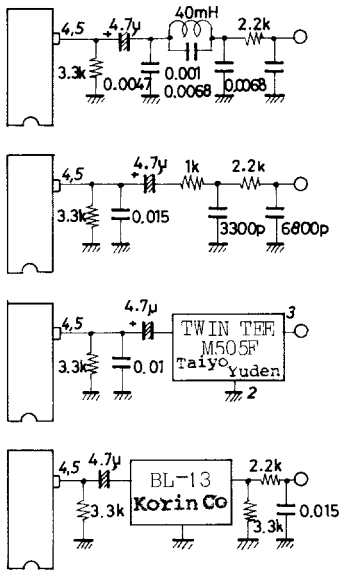 40mH
4,5
4.7μ
2.2k
3.3k
0.0047
0.001
0.0068
0.0068
4,5
4.7μ
1k
2.2k
3.3k
0.015
3300p
6800p
4,5
4.7μ
TWIN TEE
M505F
Taiyo
Yuden
3
3.3k
0.01
2
4,5
4.7μ
BL-13
Korin Co
2.2k
3.3k
3.3k
0.015